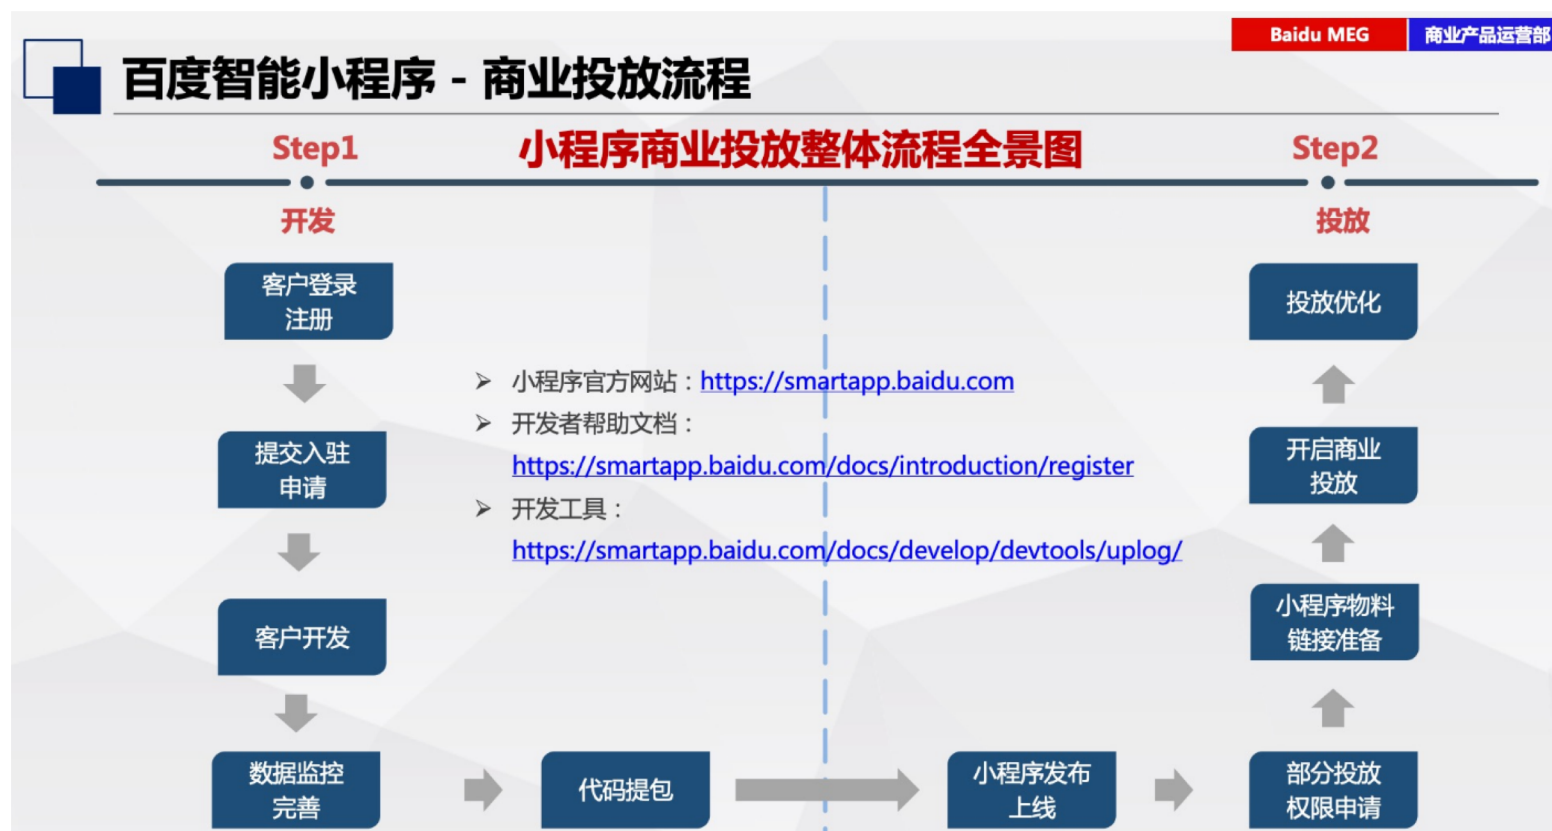 Baidu MEG
商业产品运营部
百度智能小程序 - 商业投放流程
Step1
小程序商业投放整体流程全景图
Step2
开发
投放
客户登录
注册
投放优化
小程序官方网站：https://smartapp.baidu.com
开发者帮助文档：
https://smartapp.baidu.com/docs/introduction/register
开发工具：
https://smartapp.baidu.com/docs/develop/devtools/uplog/
提交入驻
申请
开启商业
投放
客户开发
小程序物料
链接准备
数据监控
完善
代码提包
小程序发布
上线
部分投放
权限申请